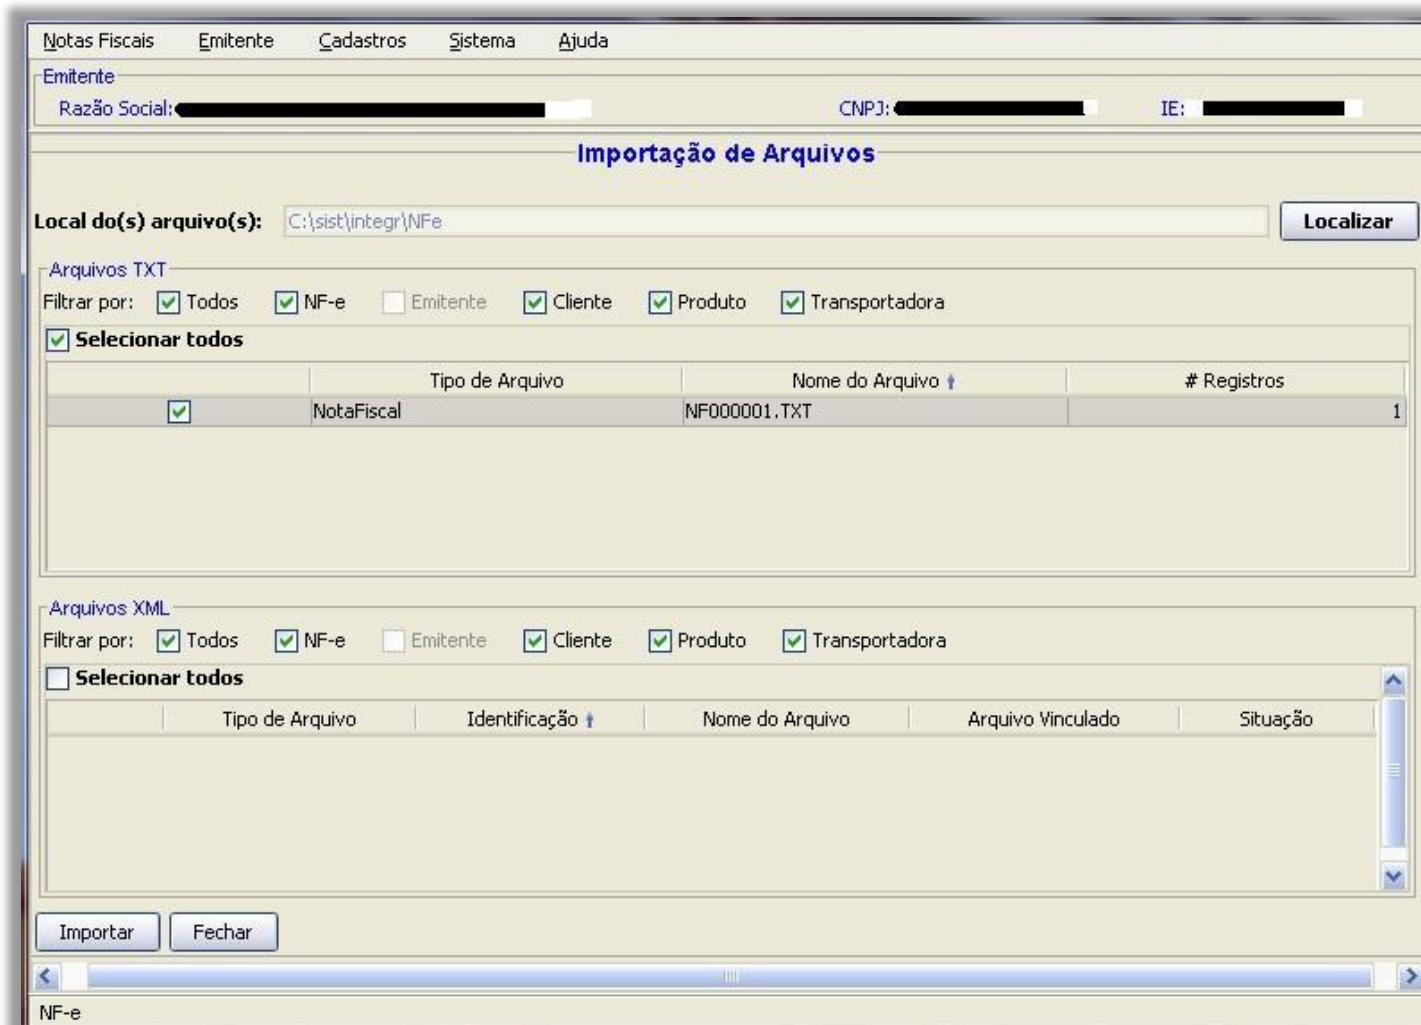 Notas Fiscais Emitente Cadastros Sistema Ajuda
Emitente
Razão Social: CNPJ: IE:
Importação de Arquivos
Local do(s) arquivo(s): C:\sist\integr\NFe Localizar
Arquivos TXT
Filtrar por: Todos NF-e Emitente Cliente Produto Transportadora
Selecionar todos
Tipo de Arquivo Nome do Arquivo # Registros
NotaFiscal NF000001.TXT 1
Arquivos XML
Filtrar por: Todos NF-e Emitente Cliente Produto Transportadora
Selecionar todos
Tipo de Arquivo Identificação Nome do Arquivo Arquivo Vinculado Situação
Importar Fechar
NF-e